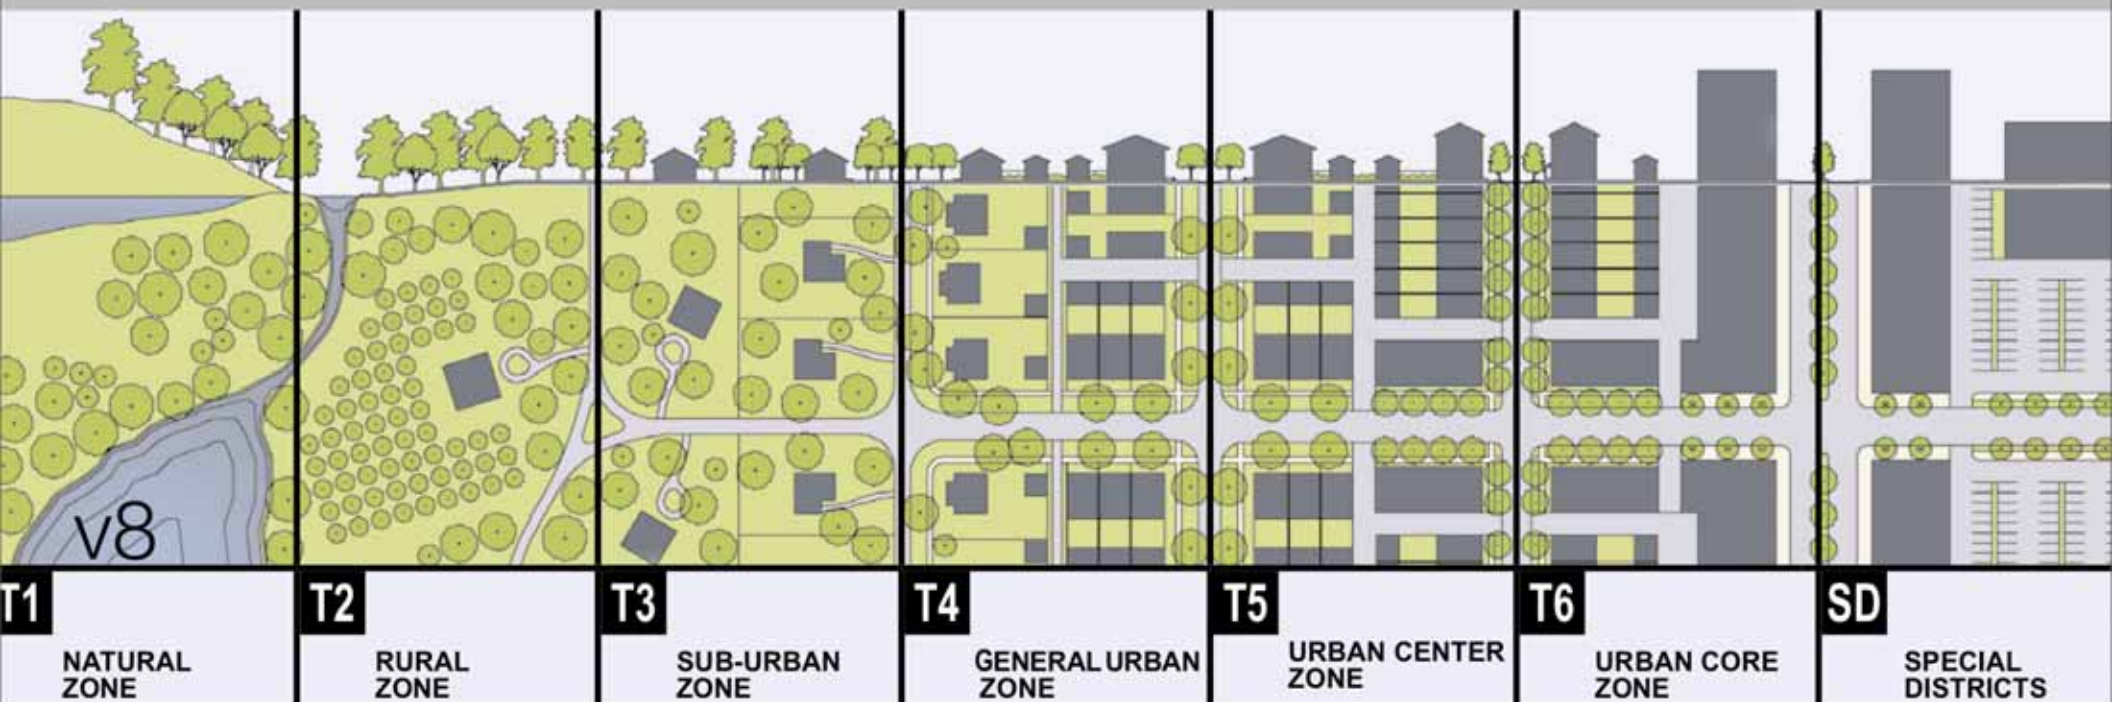 v8
T1
NATURAL
ZONE
T2
RURAL
ZONE
T3
SUB-URBAN
ZONE
T4
GENERAL URBAN
ZONE
T5
URBAN CENTER
ZONE
T6
URBAN CORE
ZONE
SD
SPECIAL
DISTRICTS